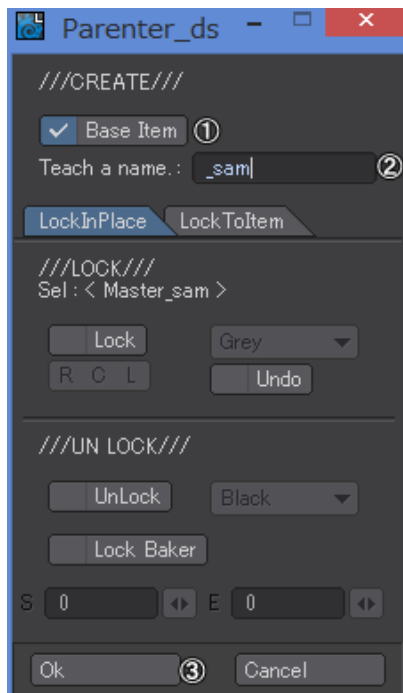 Parenter_ds
///CREATE///
Base Item ①
Teach a name.: _sam ②
LockInPlace LockToItem
///LOCK///
Sel : < Master_sam >
Lock Grey
R C L Undo
///UN LOCK///
UnLock Black
Lock Baker
S 0 E 0
Ok ③ Cancel